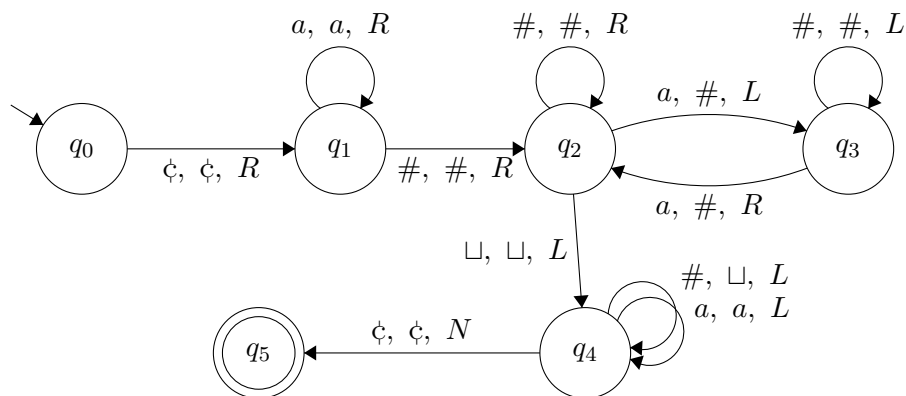 a, a, R
#, #, R
#, #, L
a, #, L
q0
q1
q2
q3
¢, ¢, R
#, #, R
a, #, R
⊔, ⊔, L
#, ⊔, L
a, a, L
¢, ¢, N
q5
q4